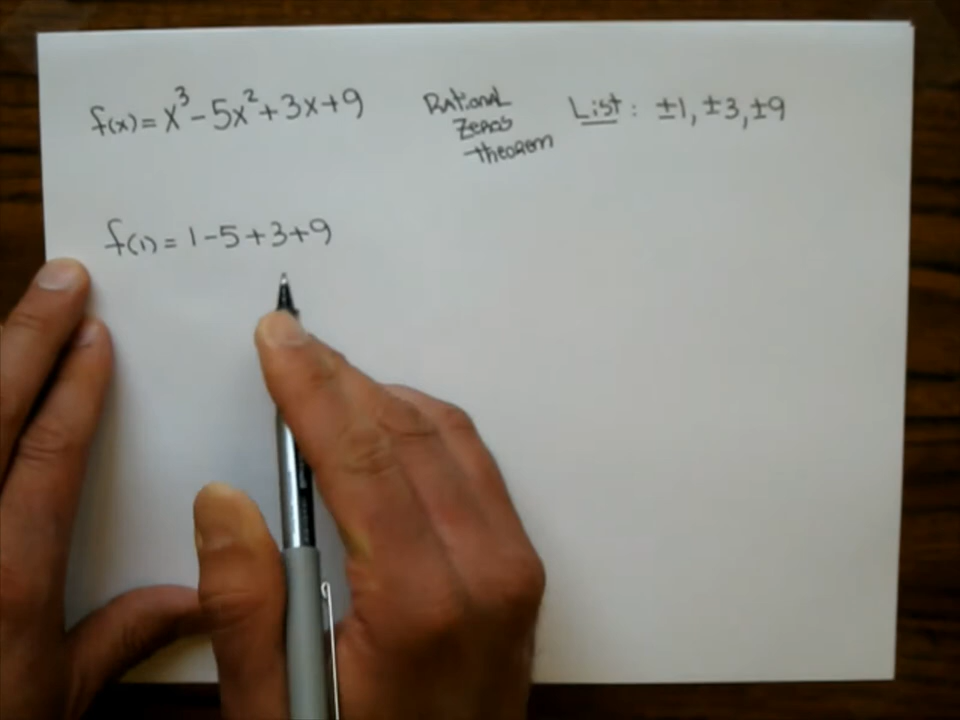 f(x) = x³ - 5x² + 3x + 9
Rational
Zeros
theorem
List: ±1, ±3, ±9
f(1) = 1 - 5 + 3 + 9